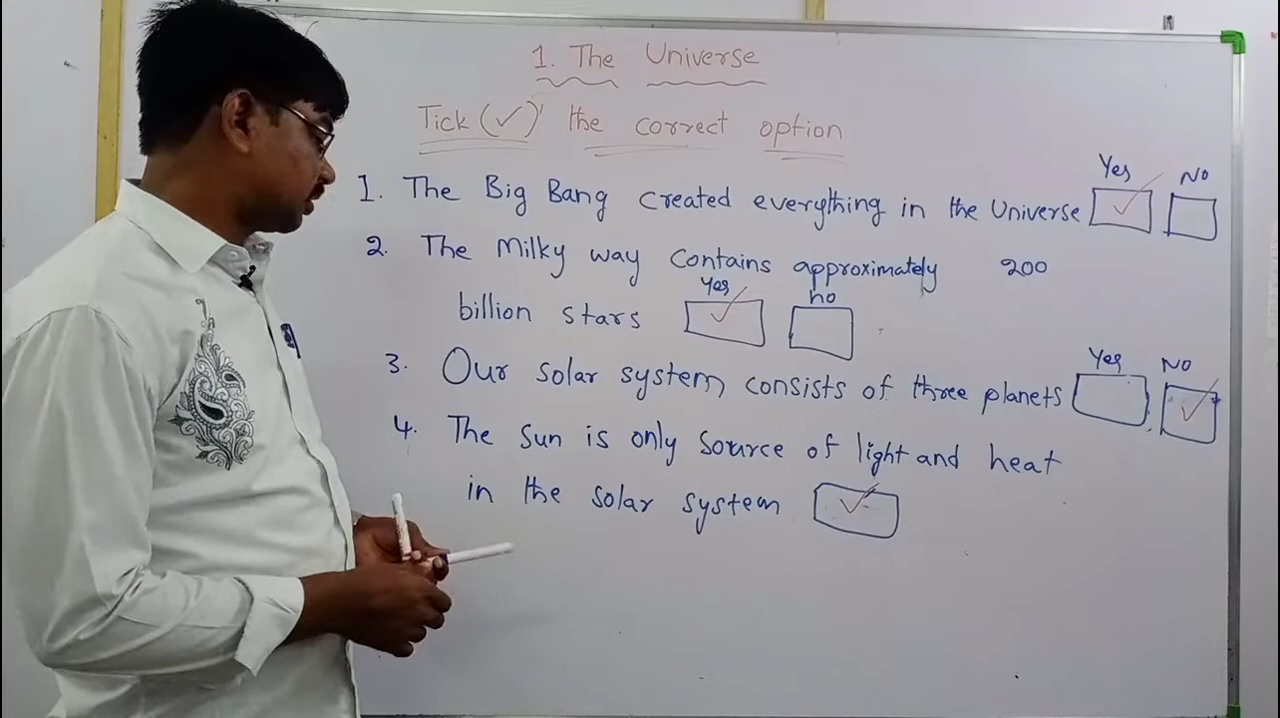 1. The Universe
Tick (✓) the correct option
Yes No
1. The Big Bang created everything in the Universe ✓
2. The Milky way contains approximately 200
Yes no
billion stars ✓
Yes No
3. Our solar system consists of three planets ✓
4. The Sun is only source of light and heat
in the solar system ✓